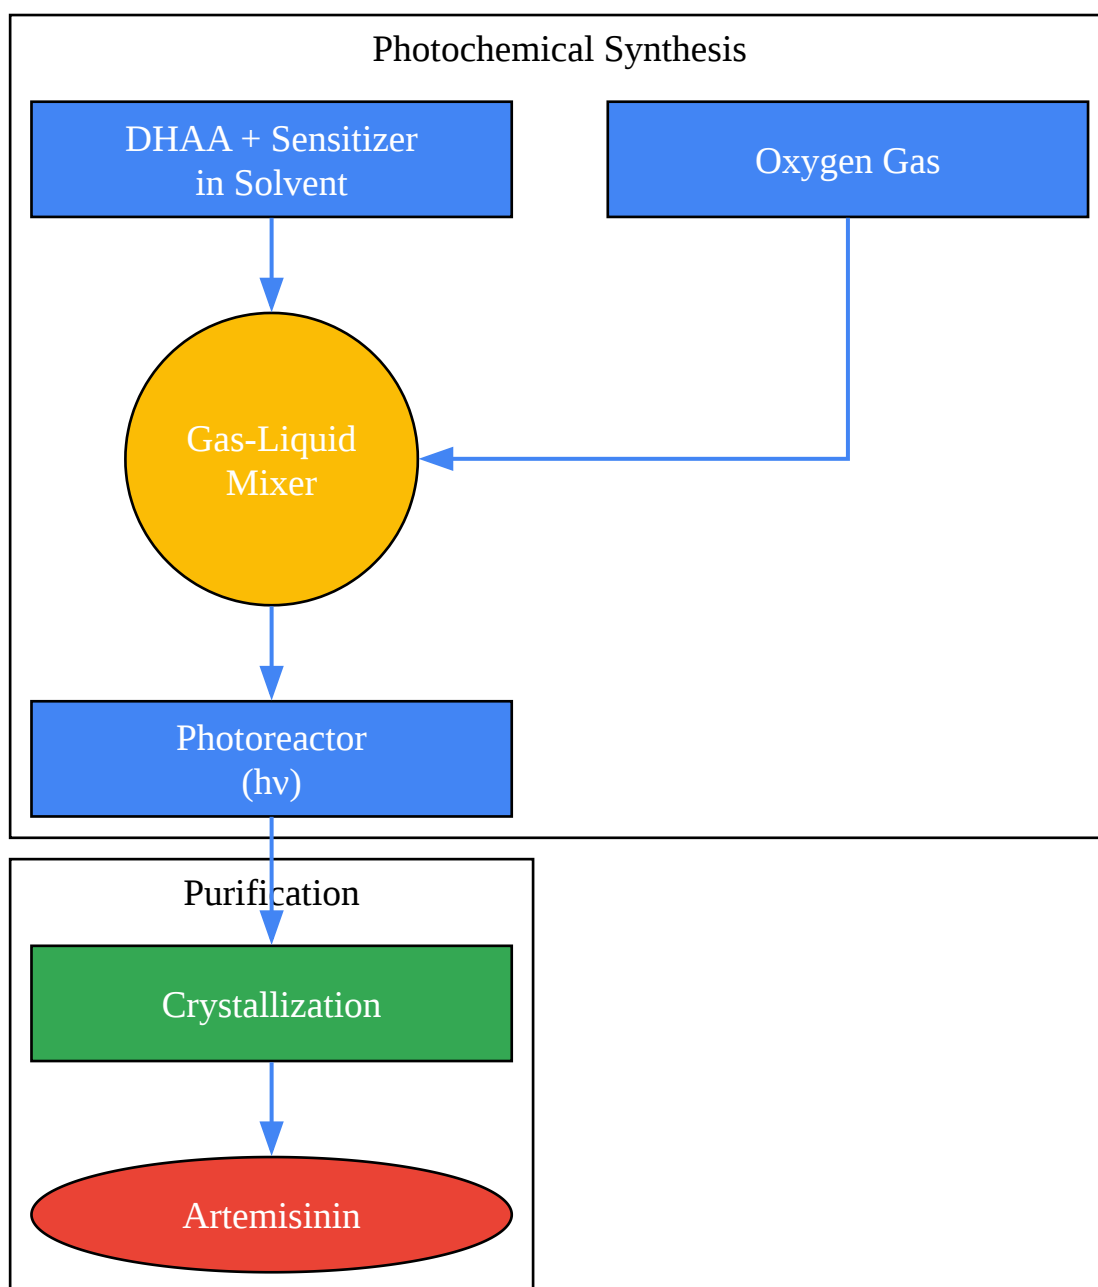 Photochemical Synthesis
DHAA + Sensitizer
in Solvent
Oxygen Gas
Gas-Liquid
Mixer
Photoreactor
(hν)
Purification
Crystallization
Artemisinin